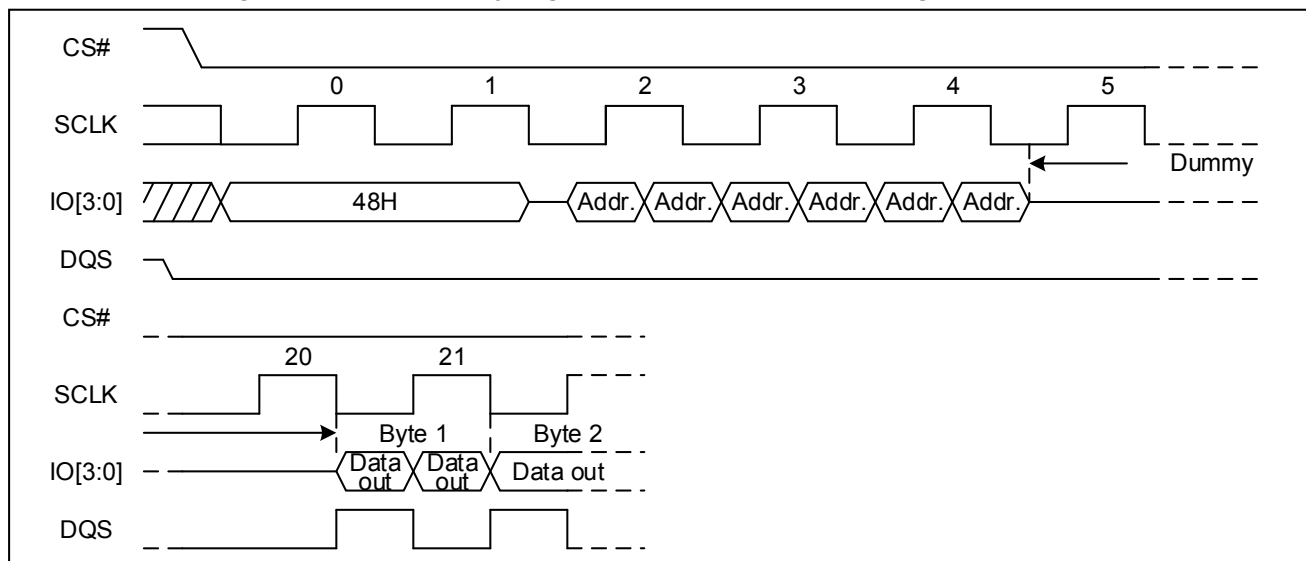 CS#
0 1 2 3 4 5
SCLK
Dummy
IO[3:0] 48H Addr. Addr. Addr. Addr. Addr. Addr.
DQS
CS#
20 21
SCLK
Byte 1 Byte 2
IO[3:0] Data out Data out Data out
DQS